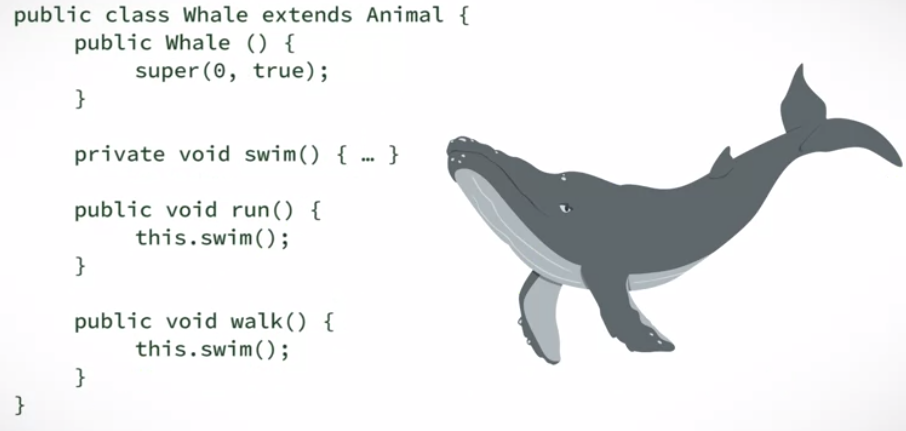 public class Whale extends Animal {
public Whale () {
super(0, true);
}
private void swim() { … }
public void run() {
this.swim();
}
public void walk() {
this.swim();
}
}